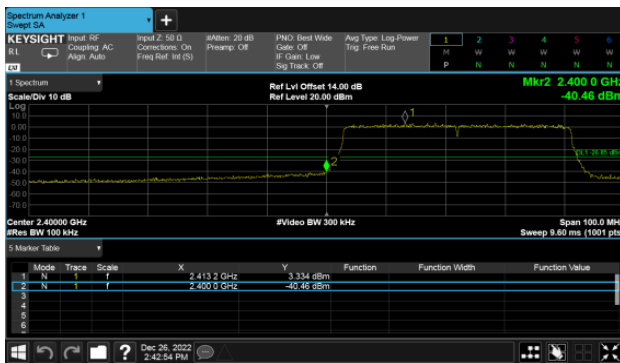 Spectrum Analyzer 1
Swept SA
+
KEYSIGHT Input: RF Input Z: 50 Ω #Atten: 20 dB PNO: Best Wide Avg Type: Log-Power 1 2 3 4 5 6
RL Coupling: AC Corrections: On Preamp: Off Gate: Off Trig: Free Run M W W W W W
Align: Auto Freq Ref: Int (S) IF Gain: Low P N N N N N
LXI Sig Track: Off
1 Spectrum Ref Lvl Offset 14.00 dB Mkr2 2.400 0 GHz
Scale/Div 10 dB Ref Level 20.00 dBm -40.46 dBm
Log
10.0
0.00
-10.0
-20.0
-30.0
-40.0
-50.0
-60.0
-70.0
1
2
Center 2.40000 GHz #Video BW 300 kHz Span 100.0 MH
#Res BW 100 kHz Sweep 9.60 ms (1001 pts
5 Marker Table
Mode Trace Scale X Y Function Function Width Function Value
1 N 1 f 2.413 2 GHz 3.334 dBm
2 N 1 f 2.400 0 GHz -40.46 dBm
3
4
5
6
? Dec 26, 2022
2:42:54 PM